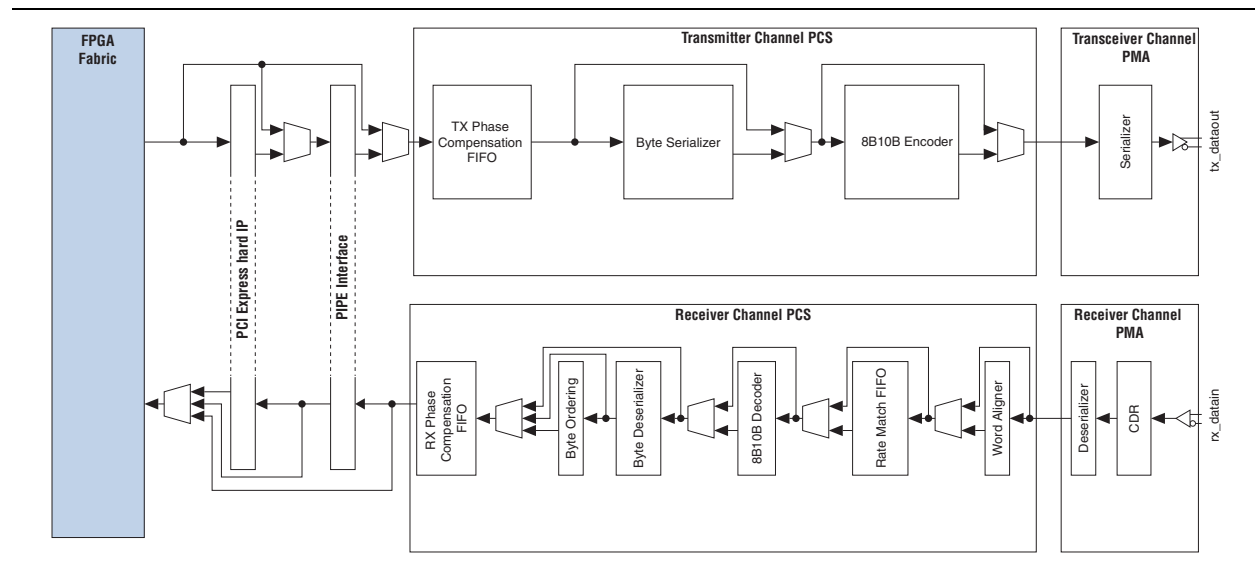 FPGA
Fabric
Transmitter Channel PCS
Transceiver Channel
PMA
TX Phase
Compensation
FIFO
Byte Serializer
8B10B Encoder
Serializer
tx_dataout
PCI Express hard IP
PIPE Interface
Receiver Channel PCS
Receiver Channel
PMA
RX Phase
Compensation
FIFO
Byte Ordering
Byte Deserializer
8B10B Decoder
Rate Match FIFO
Word Aligner
Deserializer
CDR
rx_datain